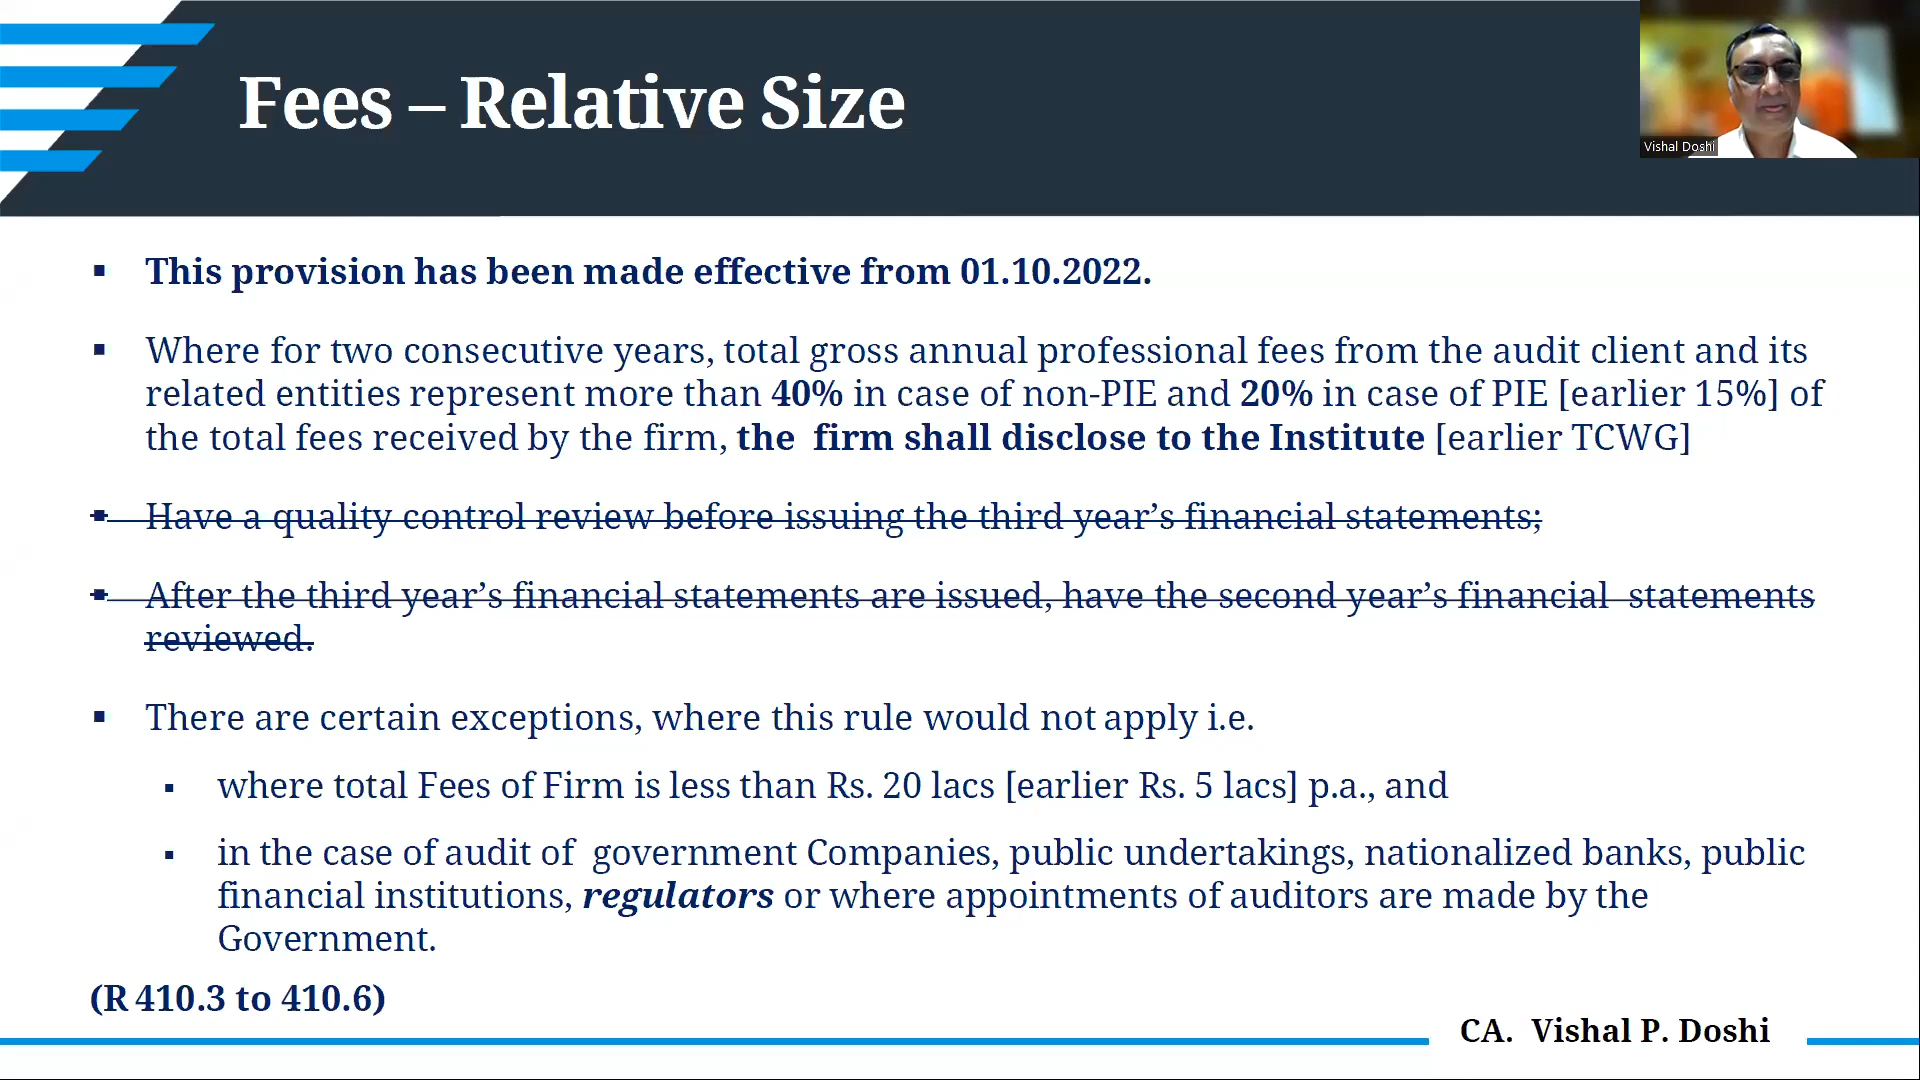 Fees – Relative Size
Vishal Doshi
▪ This provision has been made effective from 01.10.2022.
▪ Where for two consecutive years, total gross annual professional fees from the audit client and its
related entities represent more than 40% in case of non-PIE and 20% in case of PIE [earlier 15%] of
the total fees received by the firm, the firm shall disclose to the Institute [earlier TCWG]
▪ Have a quality control review before issuing the third year’s financial statements;
▪ After the third year’s financial statements are issued, have the second year’s financial statements
reviewed.
▪ There are certain exceptions, where this rule would not apply i.e.
▪ where total Fees of Firm is less than Rs. 20 lacs [earlier Rs. 5 lacs] p.a., and
▪ in the case of audit of government Companies, public undertakings, nationalized banks, public
financial institutions, regulators or where appointments of auditors are made by the
Government.
(R 410.3 to 410.6)
CA. Vishal P. Doshi